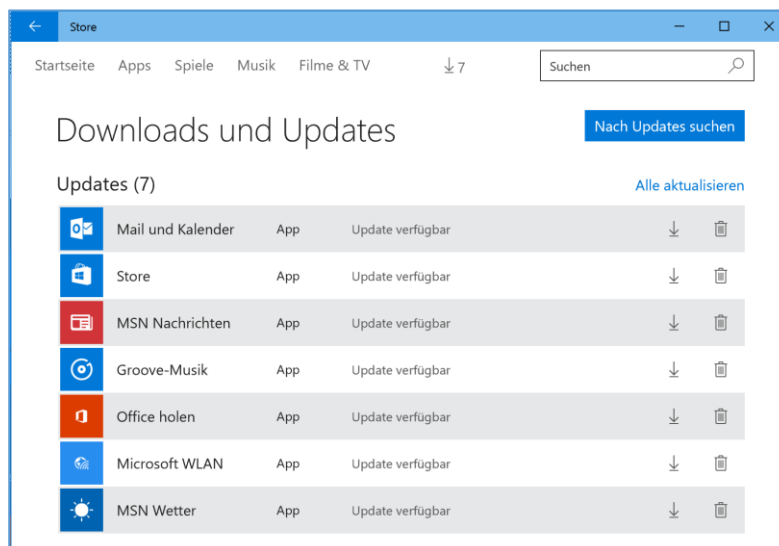 Store
Startseite Apps Spiele Musik Filme & TV 7 Suchen
Downloads und Updates Nach Updates suchen
Updates (7) Alle aktualisieren
Mail und Kalender App Update verfügbar
Store App Update verfügbar
MSN Nachrichten App Update verfügbar
Groove-Musik App Update verfügbar
Office holen App Update verfügbar
Microsoft WLAN App Update verfügbar
MSN Wetter App Update verfügbar